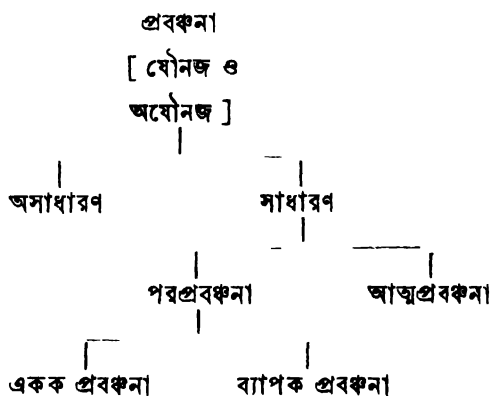 প্রবঞ্চনা
[ যৌনজ ও
অযৌনজ ]
অসাধারণ সাধারণ
পরপ্রবঞ্চনা আত্মপ্রবঞ্চনা
একক প্রবঞ্চনা ব্যাপক প্রবঞ্চনা